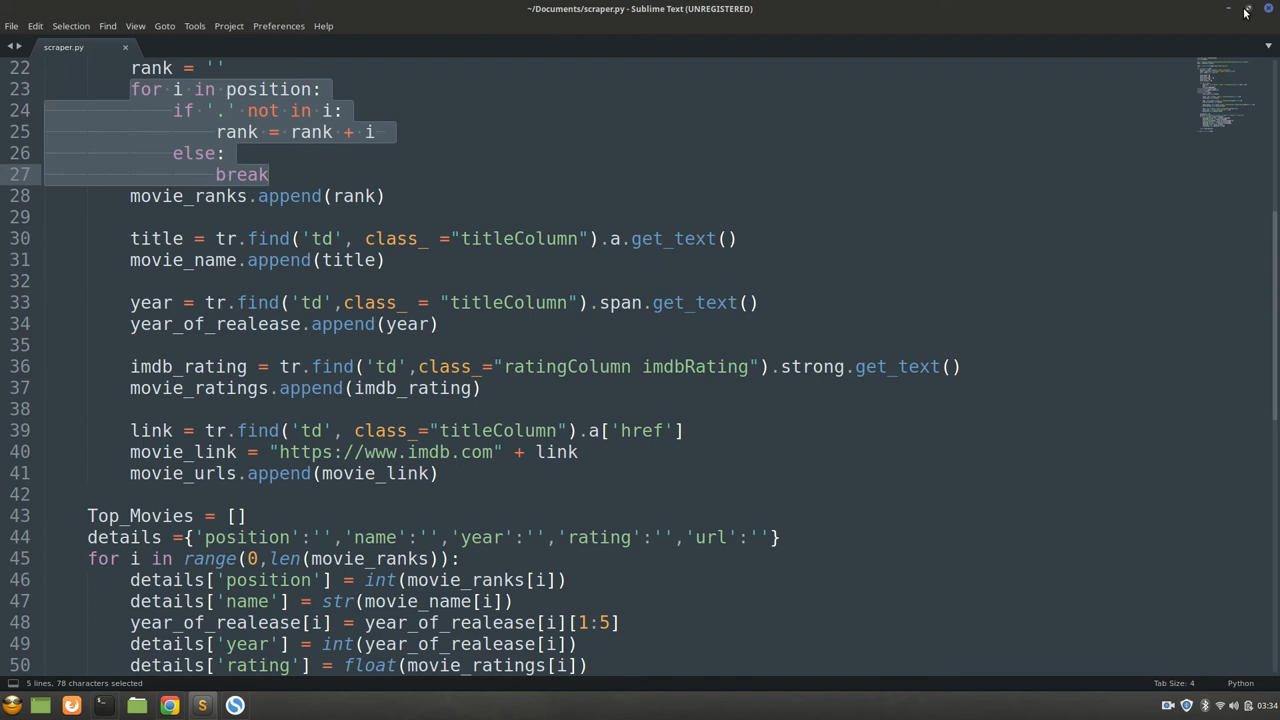 ~/Documents/scraper.py - Sublime Text (UNREGISTERED)
File Edit Selection Find View Goto Tools Project Preferences Help
scraper.py
22 rank = ''
23 for i in position:
24 if '.' not in i:
25 rank = rank + i
26 else:
27 break
28 movie_ranks.append(rank)
29
30 title = tr.find('td', class_ ="titleColumn").a.get_text()
31 movie_name.append(title)
32
33 year = tr.find('td',class_ = "titleColumn").span.get_text()
34 year_of_realease.append(year)
35
36 imdb_rating = tr.find('td',class_="ratingColumn imdbRating").strong.get_text()
37 movie_ratings.append(imdb_rating)
38
39 link = tr.find('td', class_="titleColumn").a['href']
40 movie_link = "https://www.imdb.com" + link
41 movie_urls.append(movie_link)
42
43 Top_Movies = []
44 details ={'position':'','name':'','year':'','rating':'','url':''}
45 for i in range(0,len(movie_ranks)):
46 details['position'] = int(movie_ranks[i])
47 details['name'] = str(movie_name[i])
48 year_of_realease[i] = year_of_realease[i][1:5]
49 details['year'] = int(year_of_realease[i])
50 details['rating'] = float(movie_ratings[i])
5 lines, 78 characters selected Tab Size: 4 Python
03:34